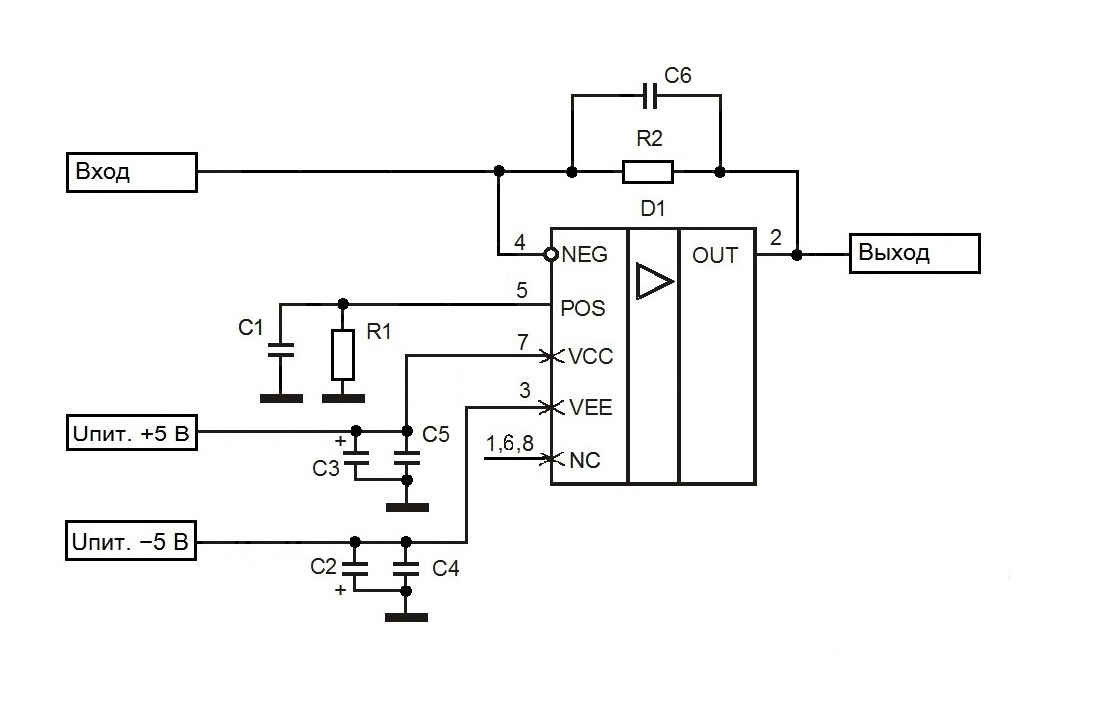 C6
R2
Вход
D1
4
NEG
OUT
2
Выход
5
POS
C1
R1
7
VCC
3
VEE
Uпит. +5 В
+
C3
C5
1,6,8
NC
Uпит. −5 В
C2
+
C4